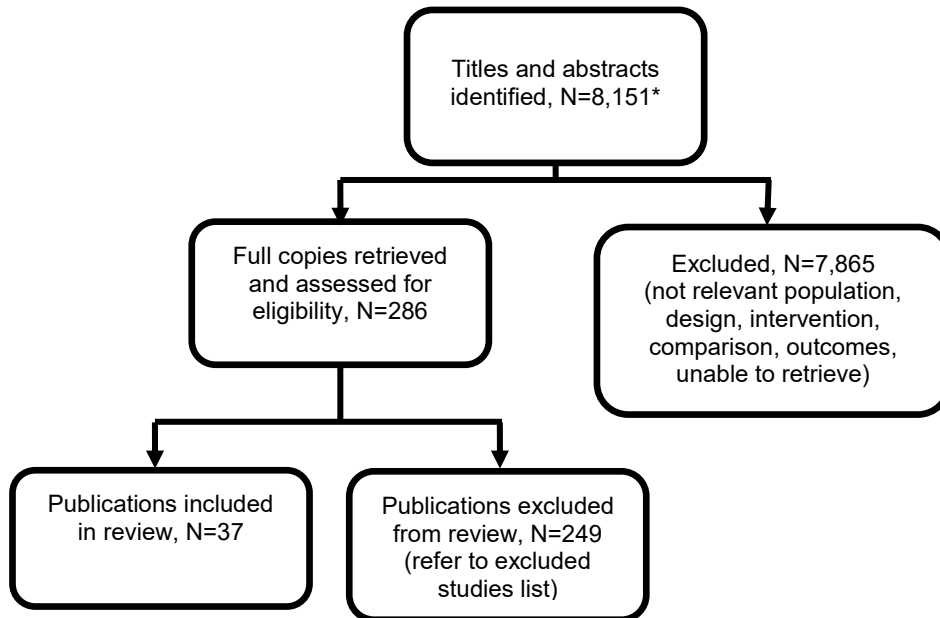 Titles and abstracts
identified, N=8,151*
Full copies retrieved
and assessed for
eligibility, N=286
Excluded, N=7,865
(not relevant population,
design, intervention,
comparison, outcomes,
unable to retrieve)
Publications included
in review, N=37
Publications excluded
from review, N=249
(refer to excluded
studies list)